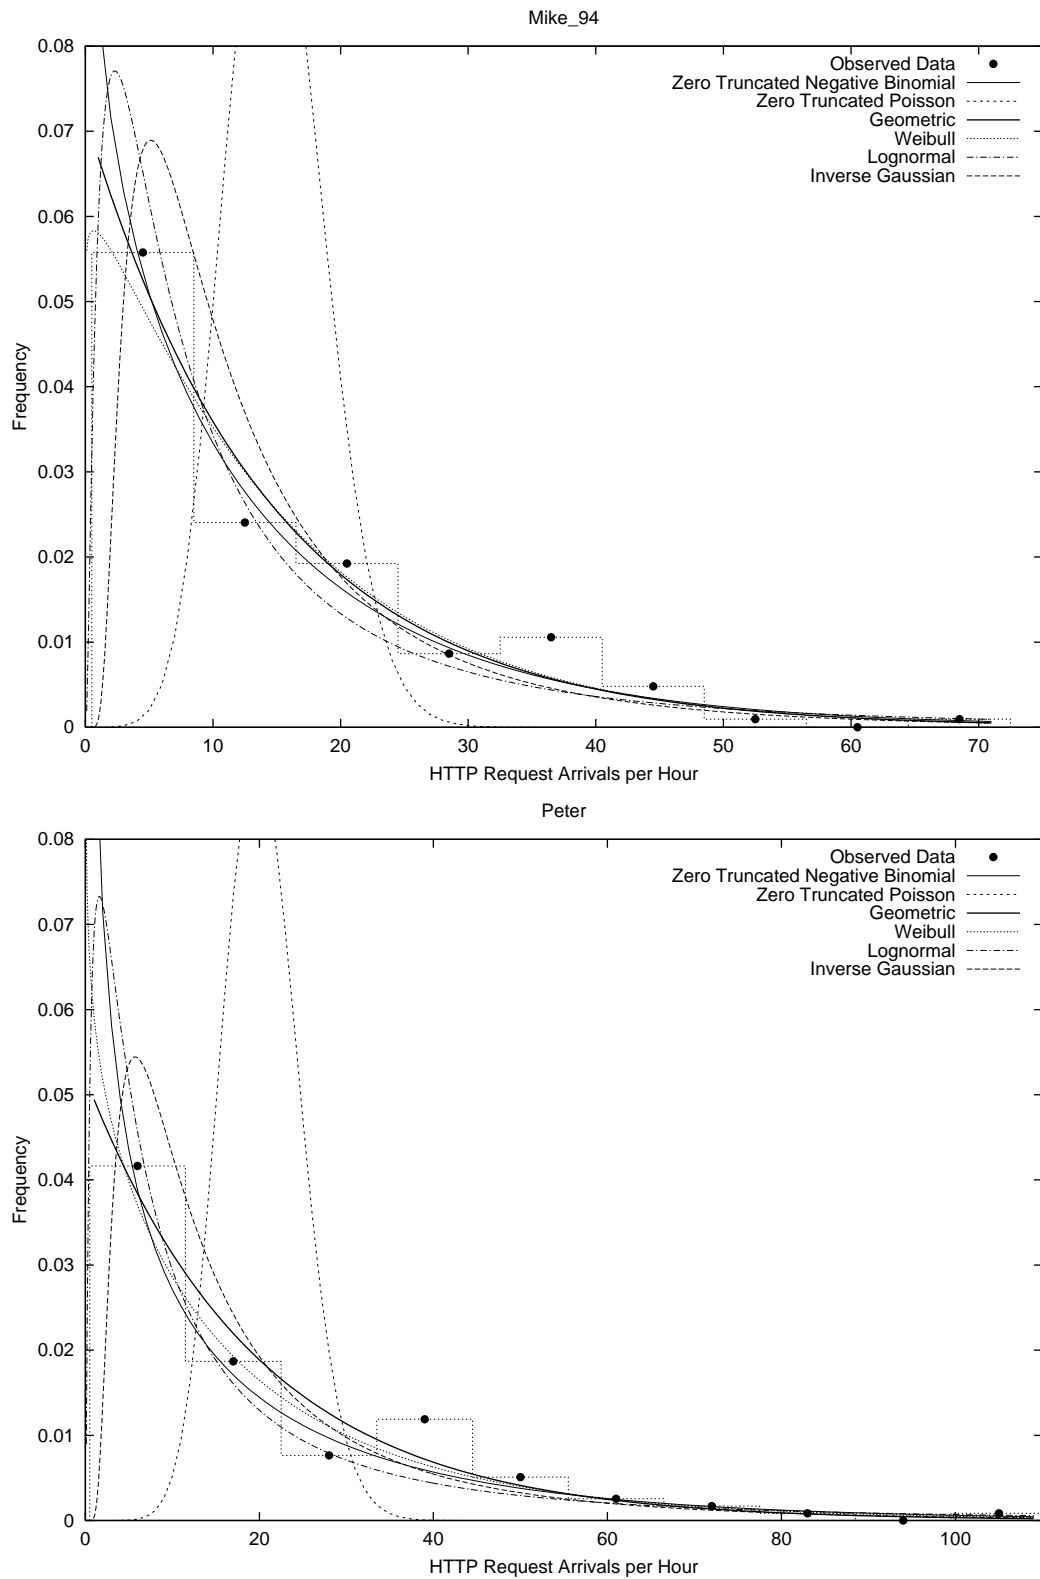 Mike_94
0.08
0.07
0.06
0.05
0.04
0.03
0.02
0.01
0
Frequency
Observed Data
Zero Truncated Negative Binomial
Zero Truncated Poisson
Geometric
Weibull
Lognormal
Inverse Gaussian
0 10 20 30 40 50 60 70
HTTP Request Arrivals per Hour
Peter
0.08
0.07
0.06
0.05
0.04
0.03
0.02
0.01
0
Frequency
Observed Data
Zero Truncated Negative Binomial
Zero Truncated Poisson
Geometric
Weibull
Lognormal
Inverse Gaussian
0 20 40 60 80 100
HTTP Request Arrivals per Hour